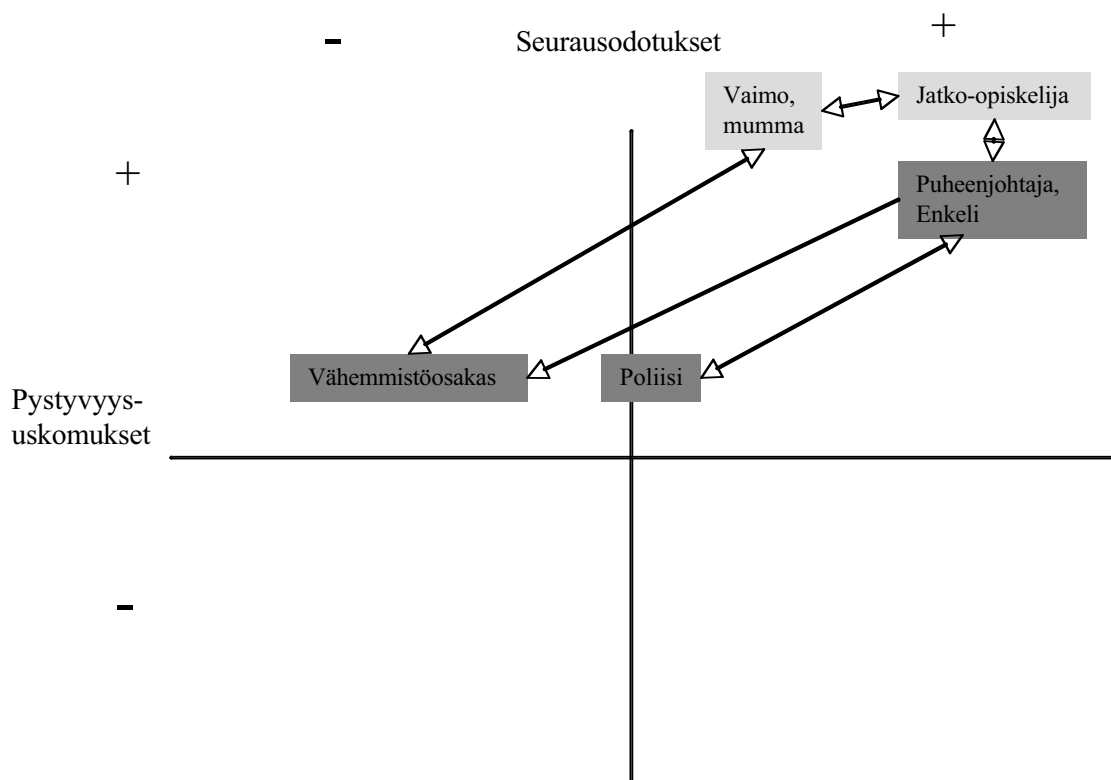 -
Seurausodotukset
+
Vaimo,
mumma
Jatko-opiskelija
+
Puheenjohtaja,
Enkeli
Vähemmistöosakas
Poliisi
Pystyvyys-
uskomukset
-